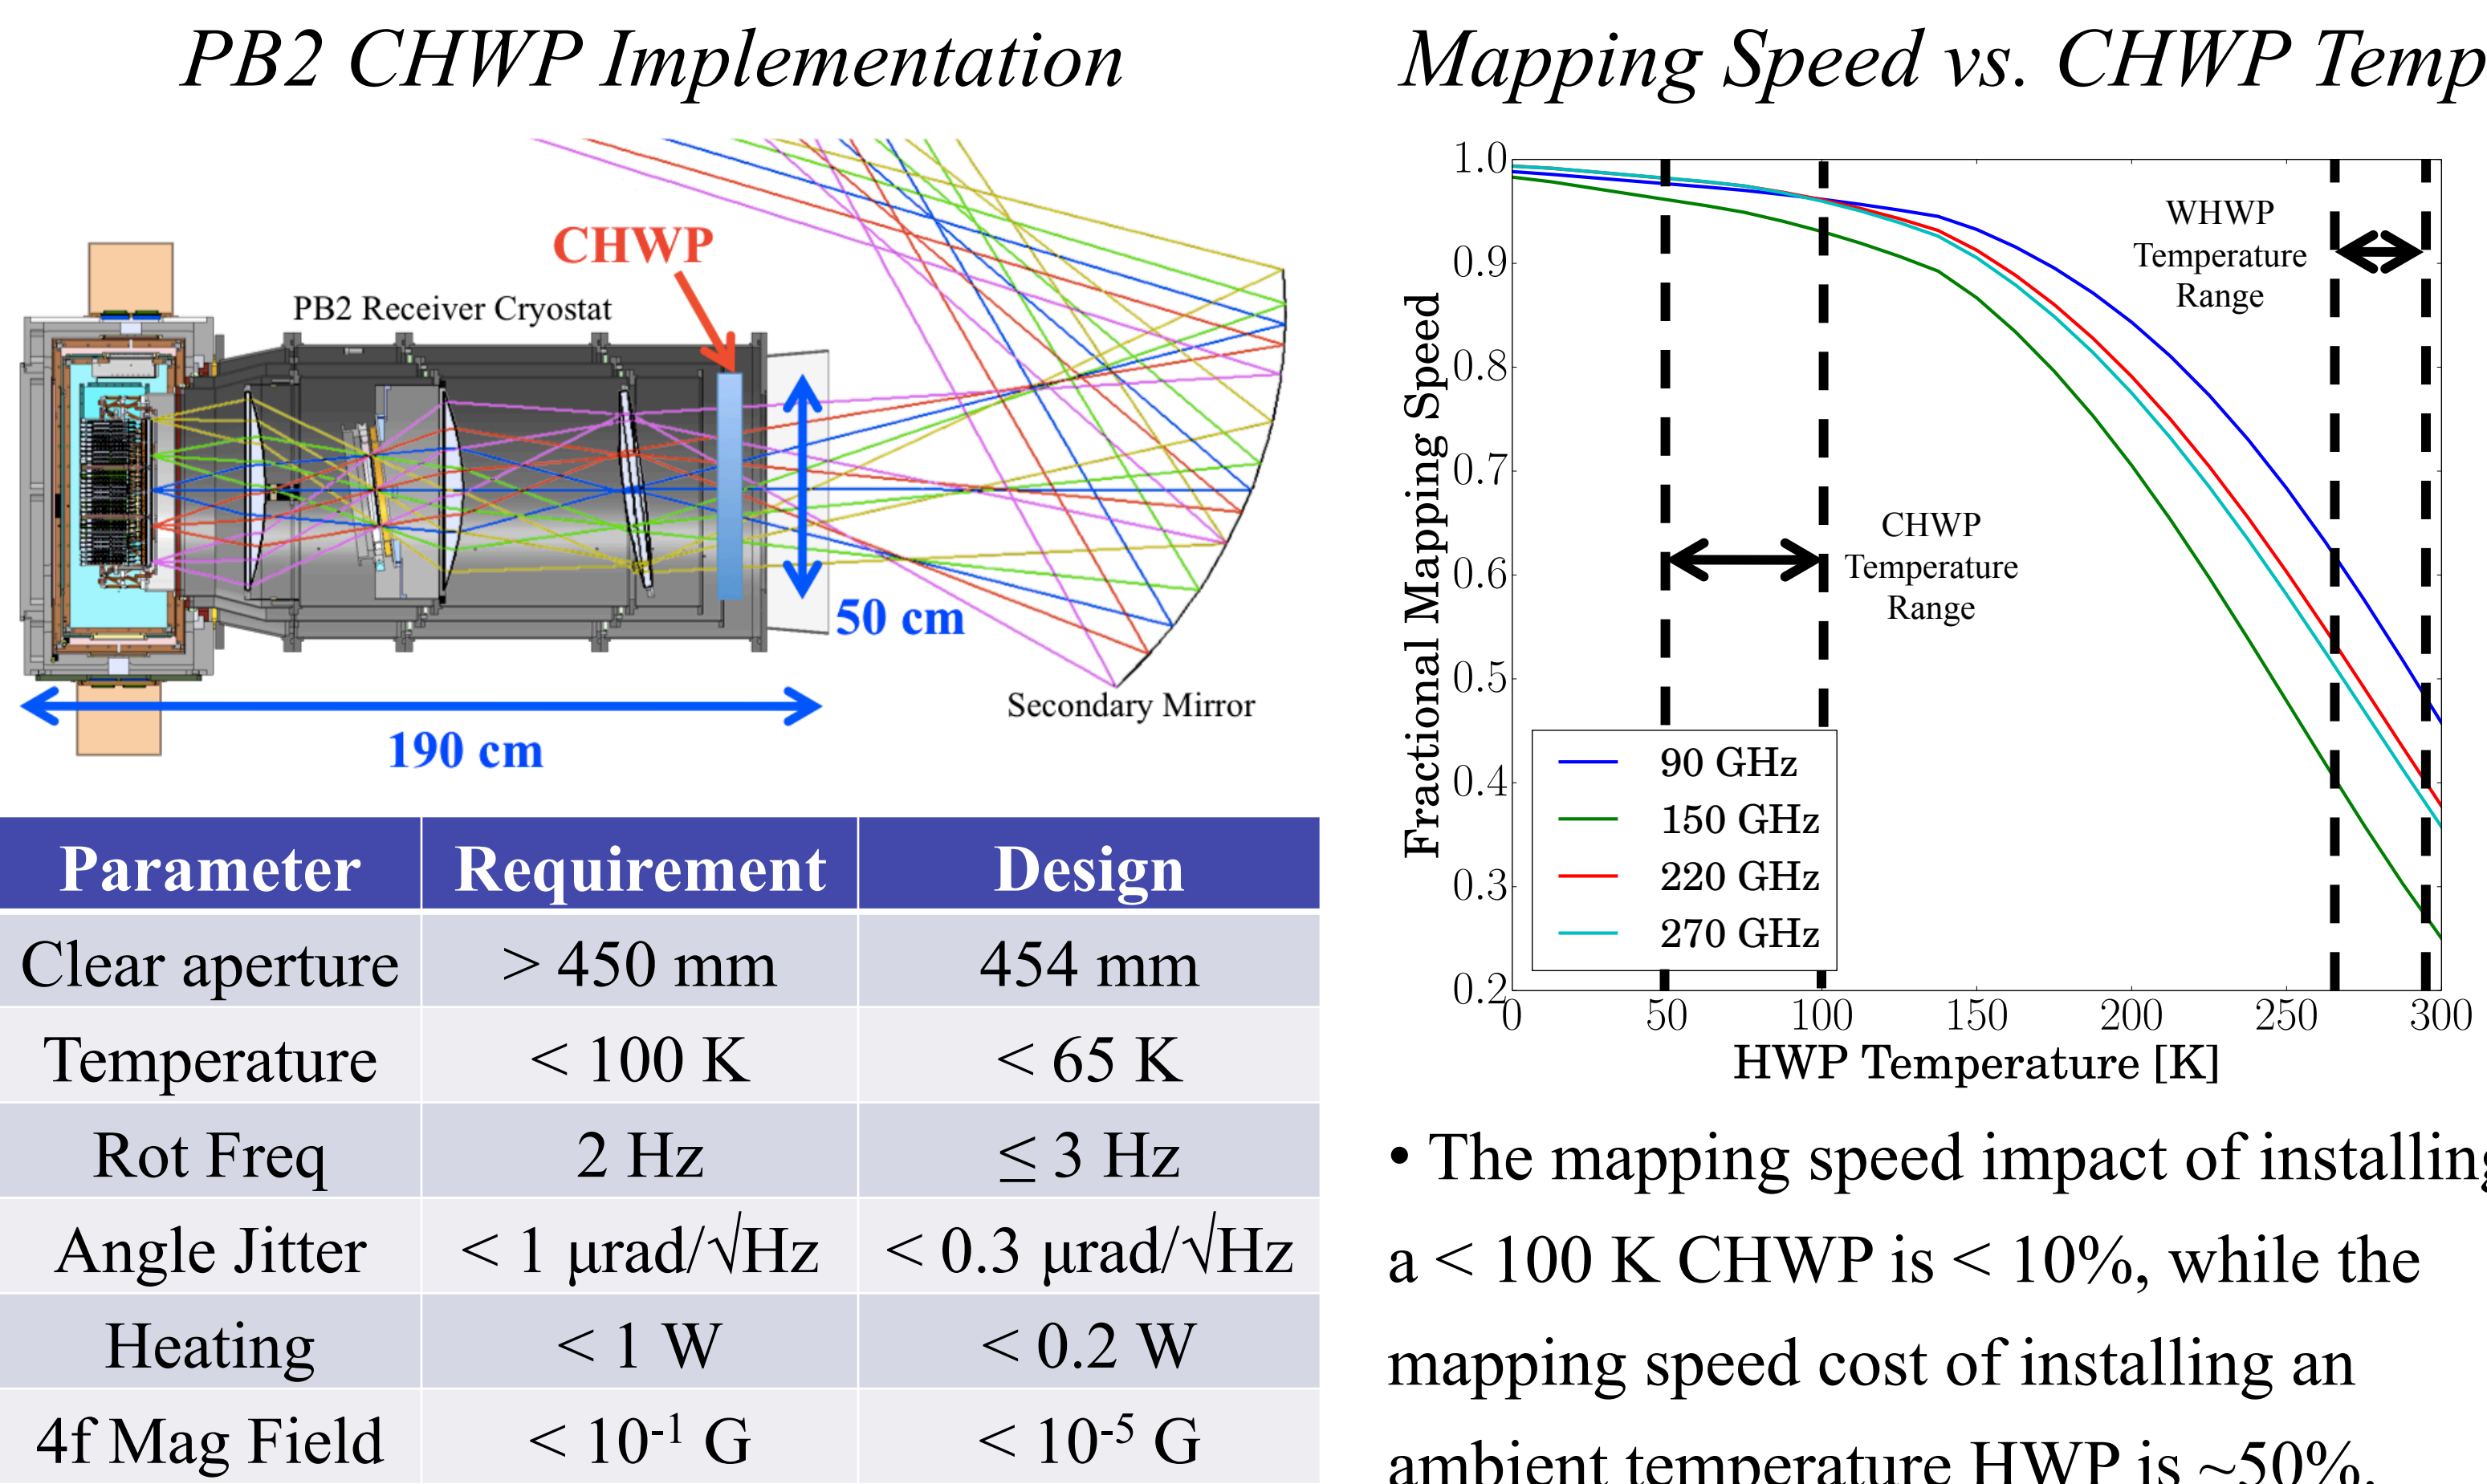 PB2 CHWP Implementation
CHWP
PB2 Receiver Cryostat
50 cm
Secondary Mirror
190 cm
Parameter Requirement Design
Clear aperture > 450 mm 454 mm
Temperature < 100 K < 65 K
Rot Freq 2 Hz ≤ 3 Hz
Angle Jitter < 1 μrad/√Hz < 0.3 μrad/√Hz
Heating < 1 W < 0.2 W
4f Mag Field < 10⁻¹ G < 10⁻⁵ G
Mapping Speed vs. CHWP Temp
Fractional Mapping Speed
1.0
0.9
0.8
0.7
0.6
0.5
0.4
0.3
0.2
WHWP
Temperature
Range
CHWP
Temperature
Range
90 GHz
150 GHz
220 GHz
270 GHz
0 50 100 150 200 250 300
HWP Temperature [K]
• The mapping speed impact of installing
a < 100 K CHWP is < 10%, while the
mapping speed cost of installing an
ambient temperature HWP is ~50%.